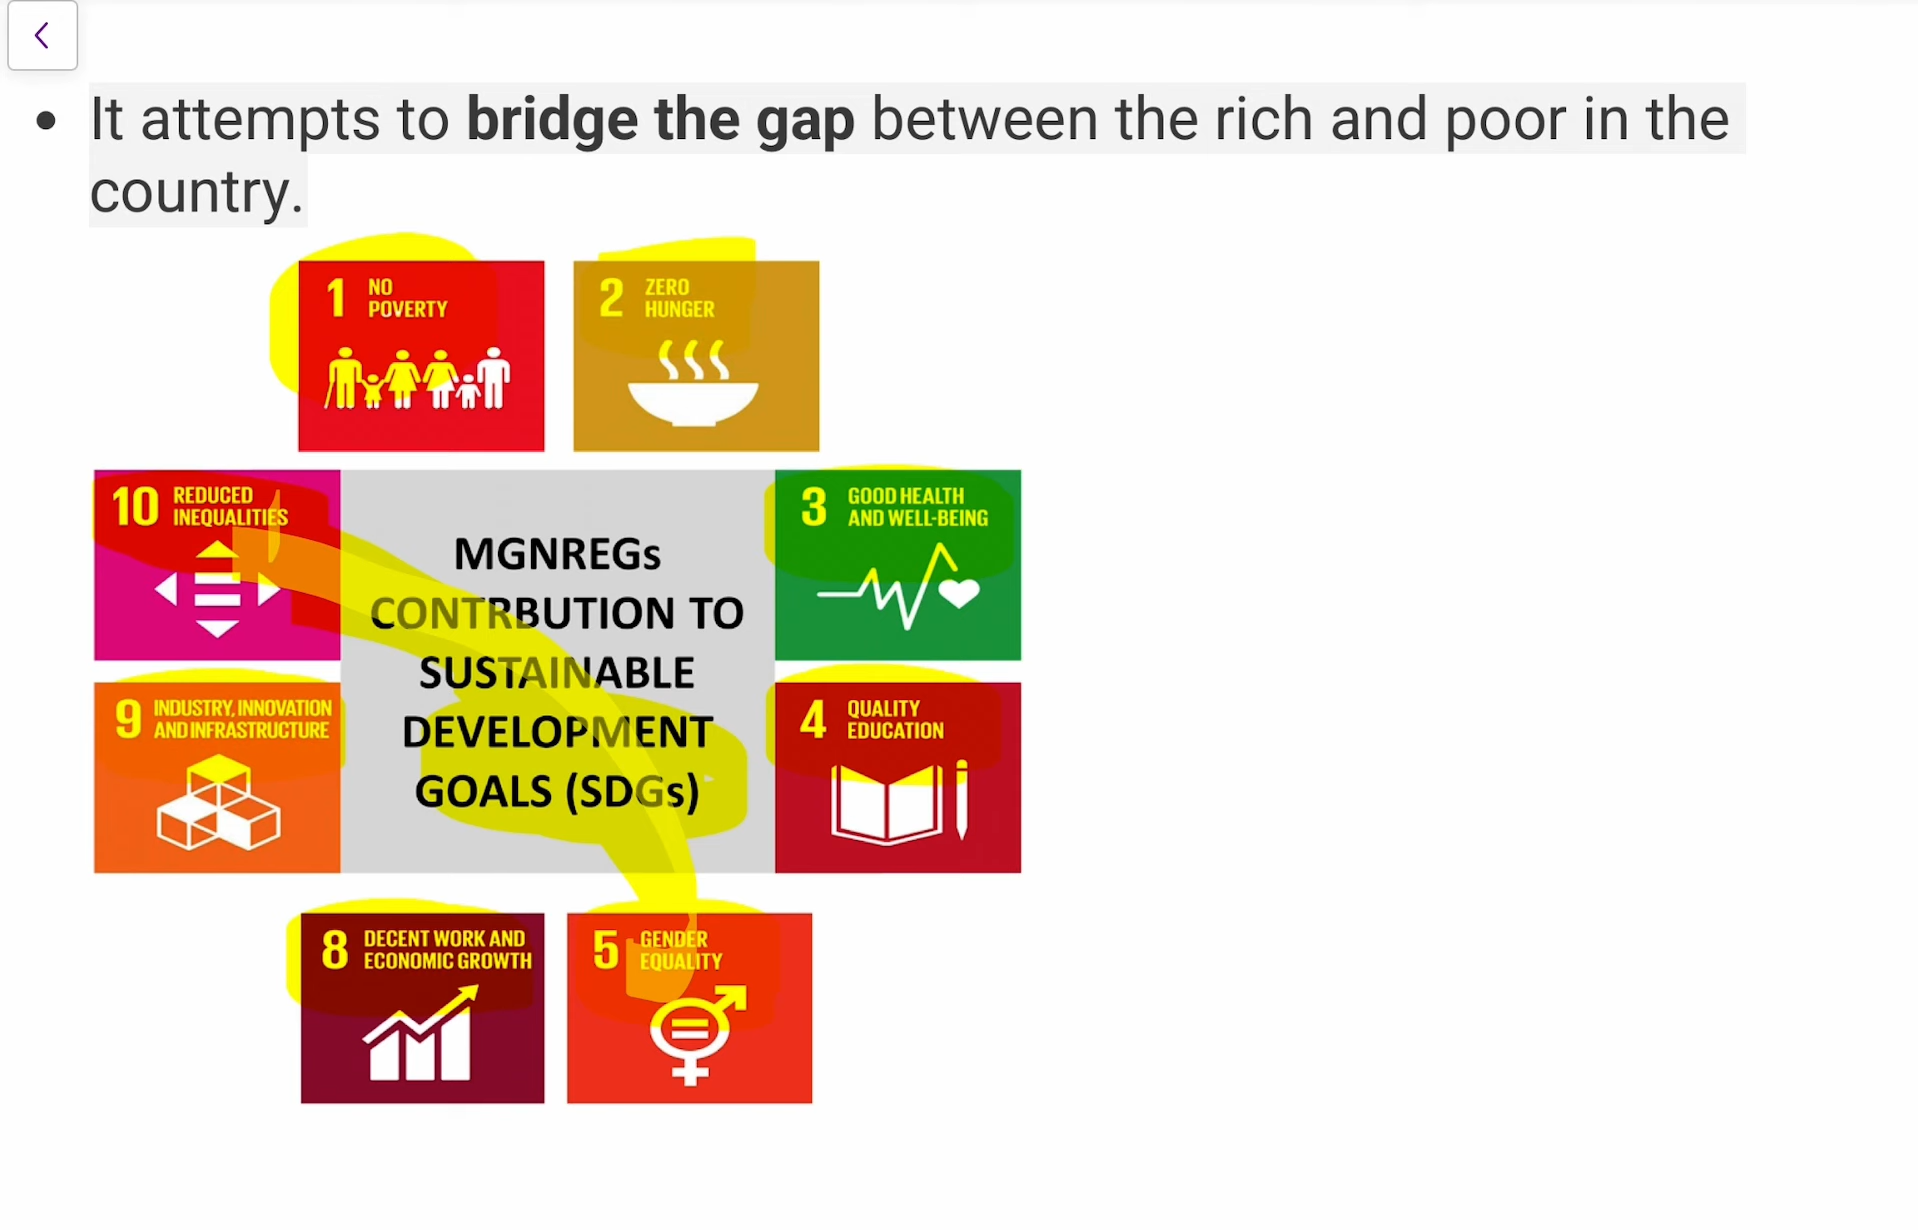 It attempts to bridge the gap between the rich and poor in the
country.
1 NO
POVERTY
2 ZERO
HUNGER
10 REDUCED
INEQUALITIES
MGNREGs
CONTRBUTION TO
SUSTAINABLE
DEVELOPMENT
GOALS (SDGs)
3 GOOD HEALTH
AND WELL-BEING
9 INDUSTRY, INNOVATION
AND INFRASTRUCTURE
4 QUALITY
EDUCATION
8 DECENT WORK AND
ECONOMIC GROWTH
5 GENDER
EQUALITY